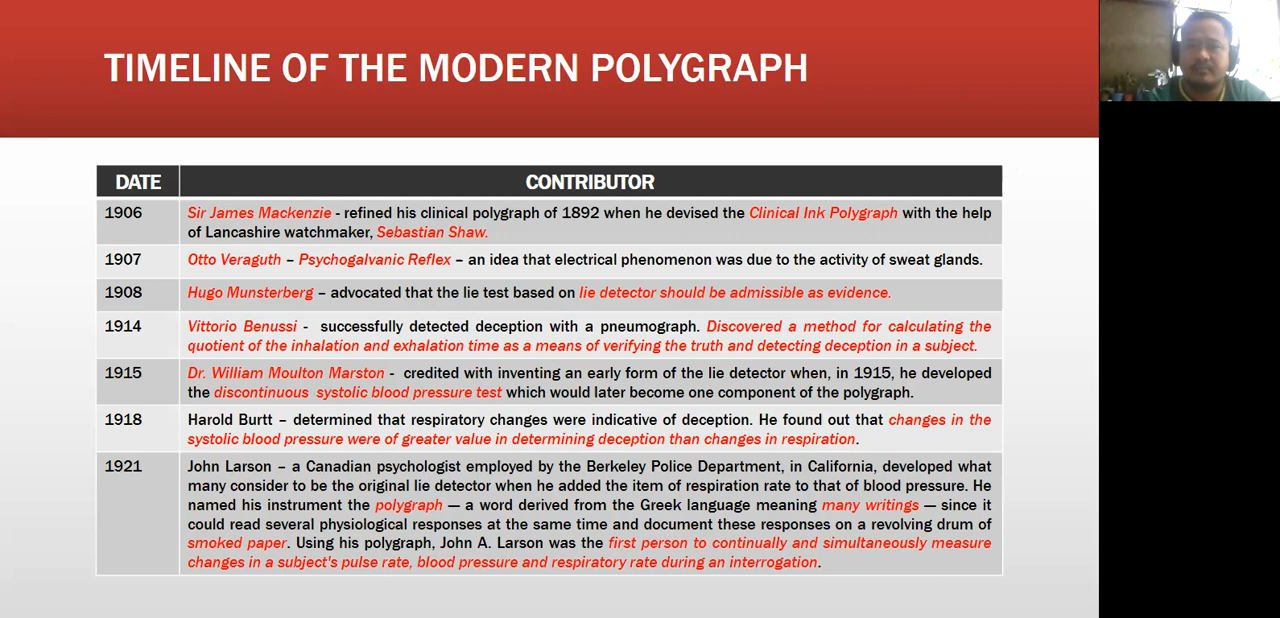 TIMELINE OF THE MODERN POLYGRAPH
DATE CONTRIBUTOR
1906 Sir James Mackenzie - refined his clinical polygraph of 1892 when he devised the Clinical Ink Polygraph with the help
of Lancashire watchmaker, Sebastian Shaw.
1907 Otto Veraguth – Psychogalvanic Reflex – an idea that electrical phenomenon was due to the activity of sweat glands.
1908 Hugo Munsterberg – advocated that the lie test based on lie detector should be admissible as evidence.
1914 Vittorio Benussi - successfully detected deception with a pneumograph. Discovered a method for calculating the
quotient of the inhalation and exhalation time as a means of verifying the truth and detecting deception in a subject.
1915 Dr. William Moulton Marston - credited with inventing an early form of the lie detector when, in 1915, he developed
the discontinuous systolic blood pressure test which would later become one component of the polygraph.
1918 Harold Burtt – determined that respiratory changes were indicative of deception. He found out that changes in the
systolic blood pressure were of greater value in determining deception than changes in respiration.
1921 John Larson – a Canadian psychologist employed by the Berkeley Police Department, in California, developed what
many consider to be the original lie detector when he added the item of respiration rate to that of blood pressure. He
named his instrument the polygraph — a word derived from the Greek language meaning many writings — since it
could read several physiological responses at the same time and document these responses on a revolving drum of
smoked paper. Using his polygraph, John A. Larson was the first person to continually and simultaneously measure
changes in a subject's pulse rate, blood pressure and respiratory rate during an interrogation.